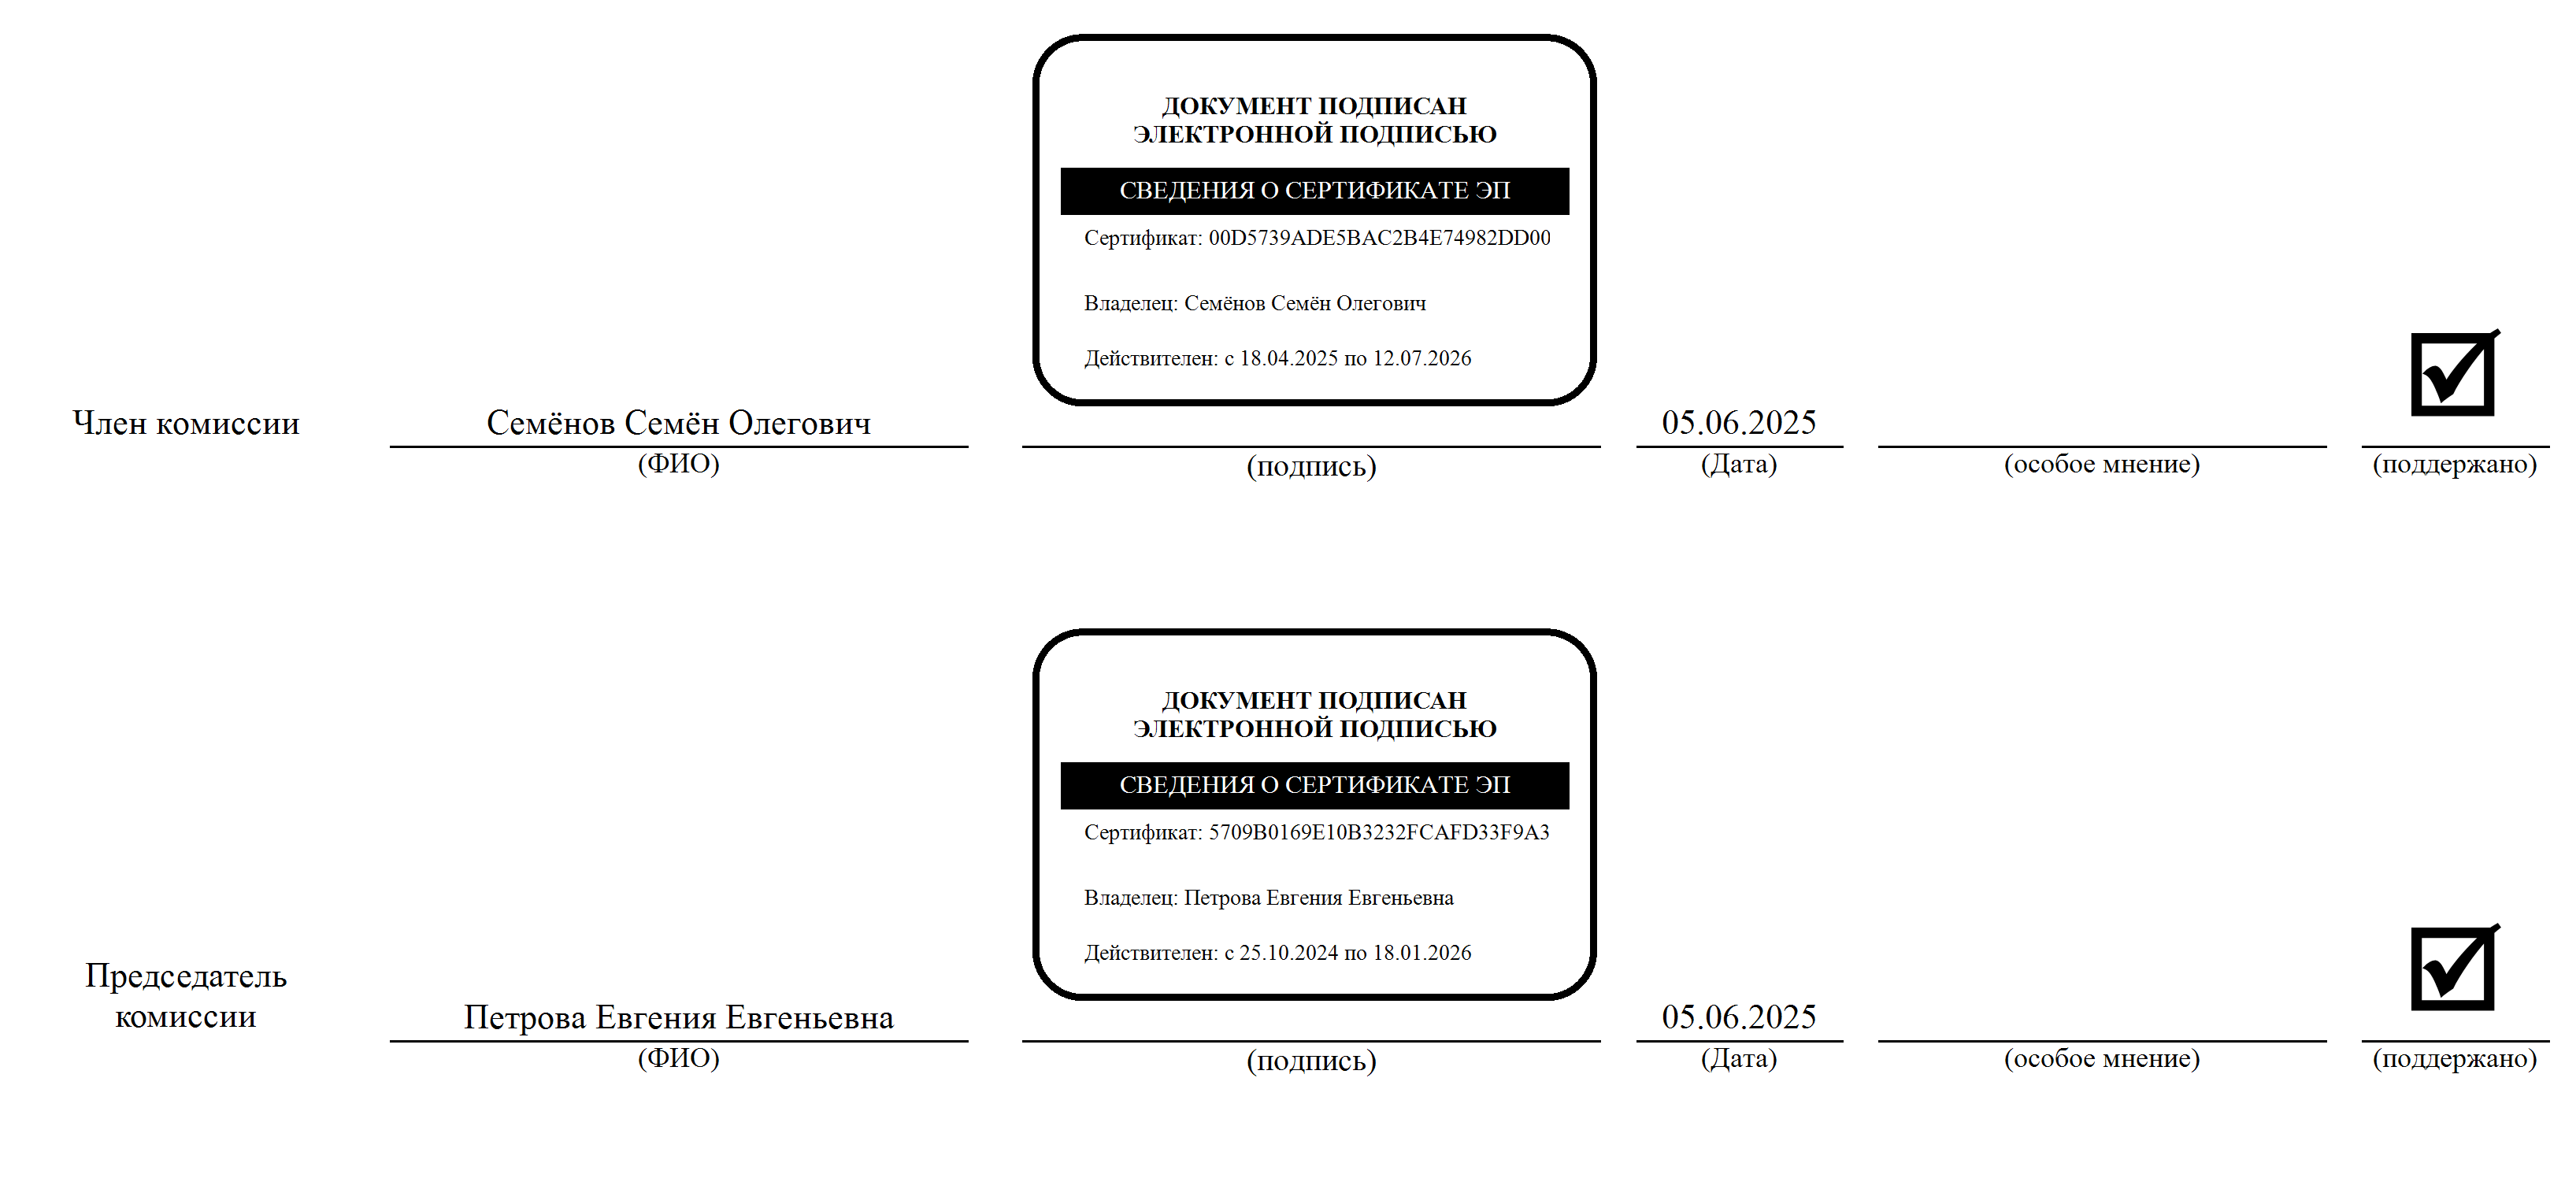 ДОКУМЕНТ ПОДПИСАН
ЭЛЕКТРОННОЙ ПОДПИСЬЮ
СВЕДЕНИЯ О СЕРТИФИКАТЕ ЭП
Сертификат: 00D5739ADE5BAC2B4E74982DD00
Владелец: Семёнов Семён Олегович
Действителен: с 18.04.2025 по 12.07.2026
Член комиссии Семёнов Семён Олегович 05.06.2025
(ФИО) (подпись) (Дата) (особое мнение) (поддержано)
ДОКУМЕНТ ПОДПИСАН
ЭЛЕКТРОННОЙ ПОДПИСЬЮ
СВЕДЕНИЯ О СЕРТИФИКАТЕ ЭП
Сертификат: 5709B0169E10B3232FCAFD33F9A3
Владелец: Петрова Евгения Евгеньевна
Действителен: с 25.10.2024 по 18.01.2026
Председатель
комиссии Петрова Евгения Евгеньевна 05.06.2025
(ФИО) (подпись) (Дата) (особое мнение) (поддержано)